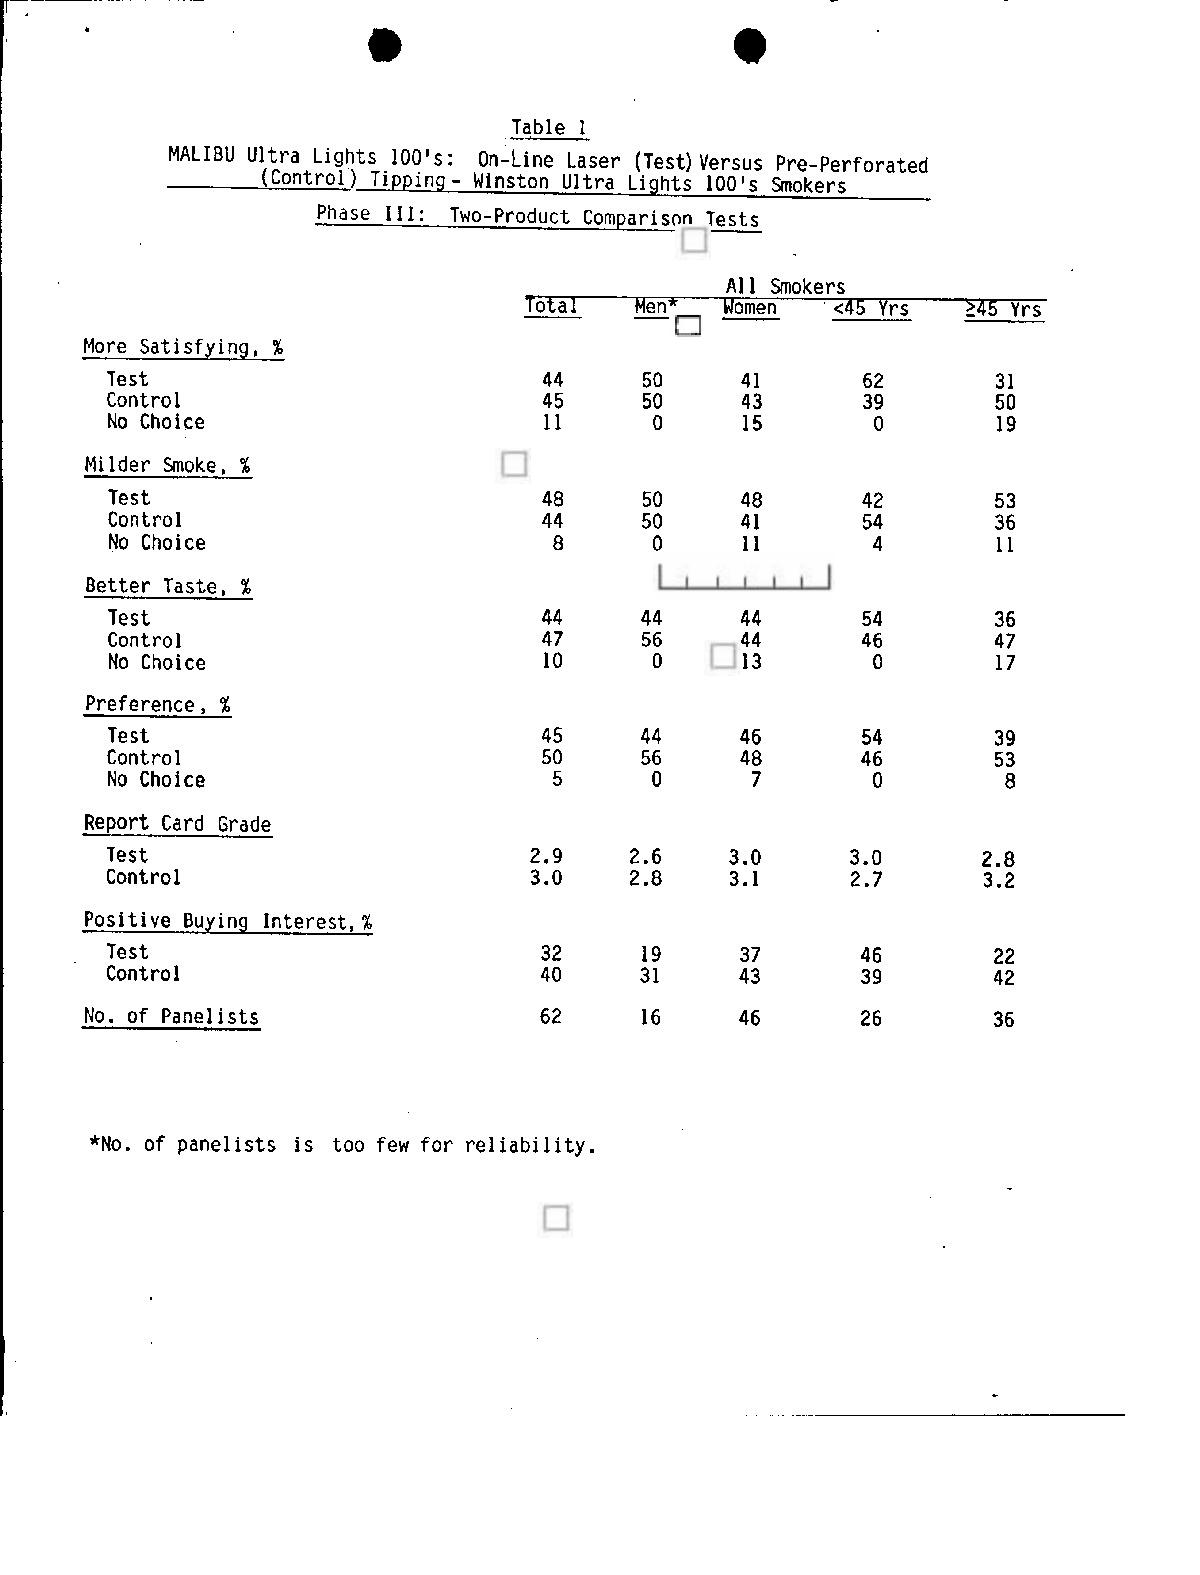 Table 1
MALIBU Ultra Lights 100's: On-Line Laser (Test) Versus Pre-Perforated
(Control) Tipping - Winston Ultra Lights 100's Smokers
Phase III: Two-Product Comparison Tests
All Smokers
Total Men* Women <45 Yrs ≥45 Yrs
More Satisfying, %
Test 44 50 41 62 31
Control 45 50 43 39 50
No Choice 11 0 15 0 19
Milder Smoke, %
Test 48 50 48 42 53
Control 44 50 41 54 36
No Choice 8 0 11 4 11
Better Taste, %
Test 44 44 44 54 36
Control 47 56 44 46 47
No Choice 10 0 13 0 17
Preference, %
Test 45 44 46 54 39
Control 50 56 48 46 53
No Choice 5 0 7 0 8
Report Card Grade
Test 2.9 2.6 3.0 3.0 2.8
Control 3.0 2.8 3.1 2.7 3.2
Positive Buying Interest, %
Test 32 19 37 46 22
Control 40 31 43 39 42
No. of Panelists 62 16 46 26 36
*No. of panelists is too few for reliability.